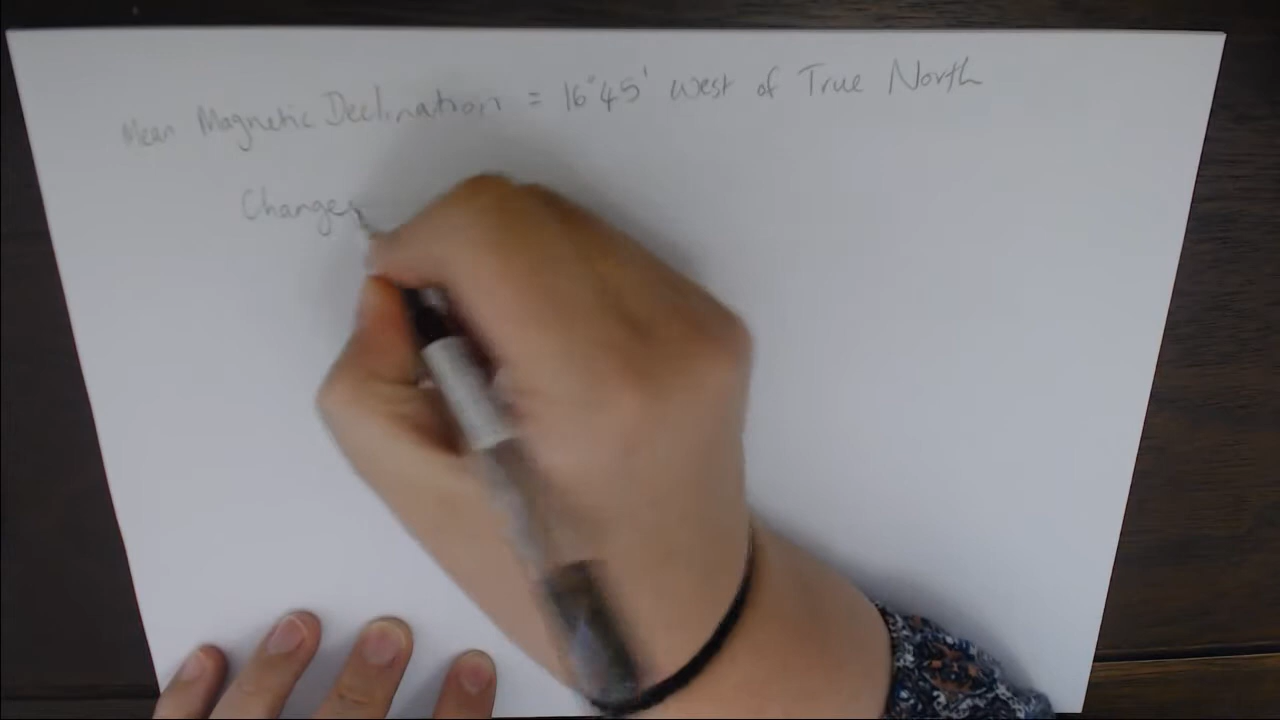 Mean Magnetic Declination = 16°45' West of True North
Changes